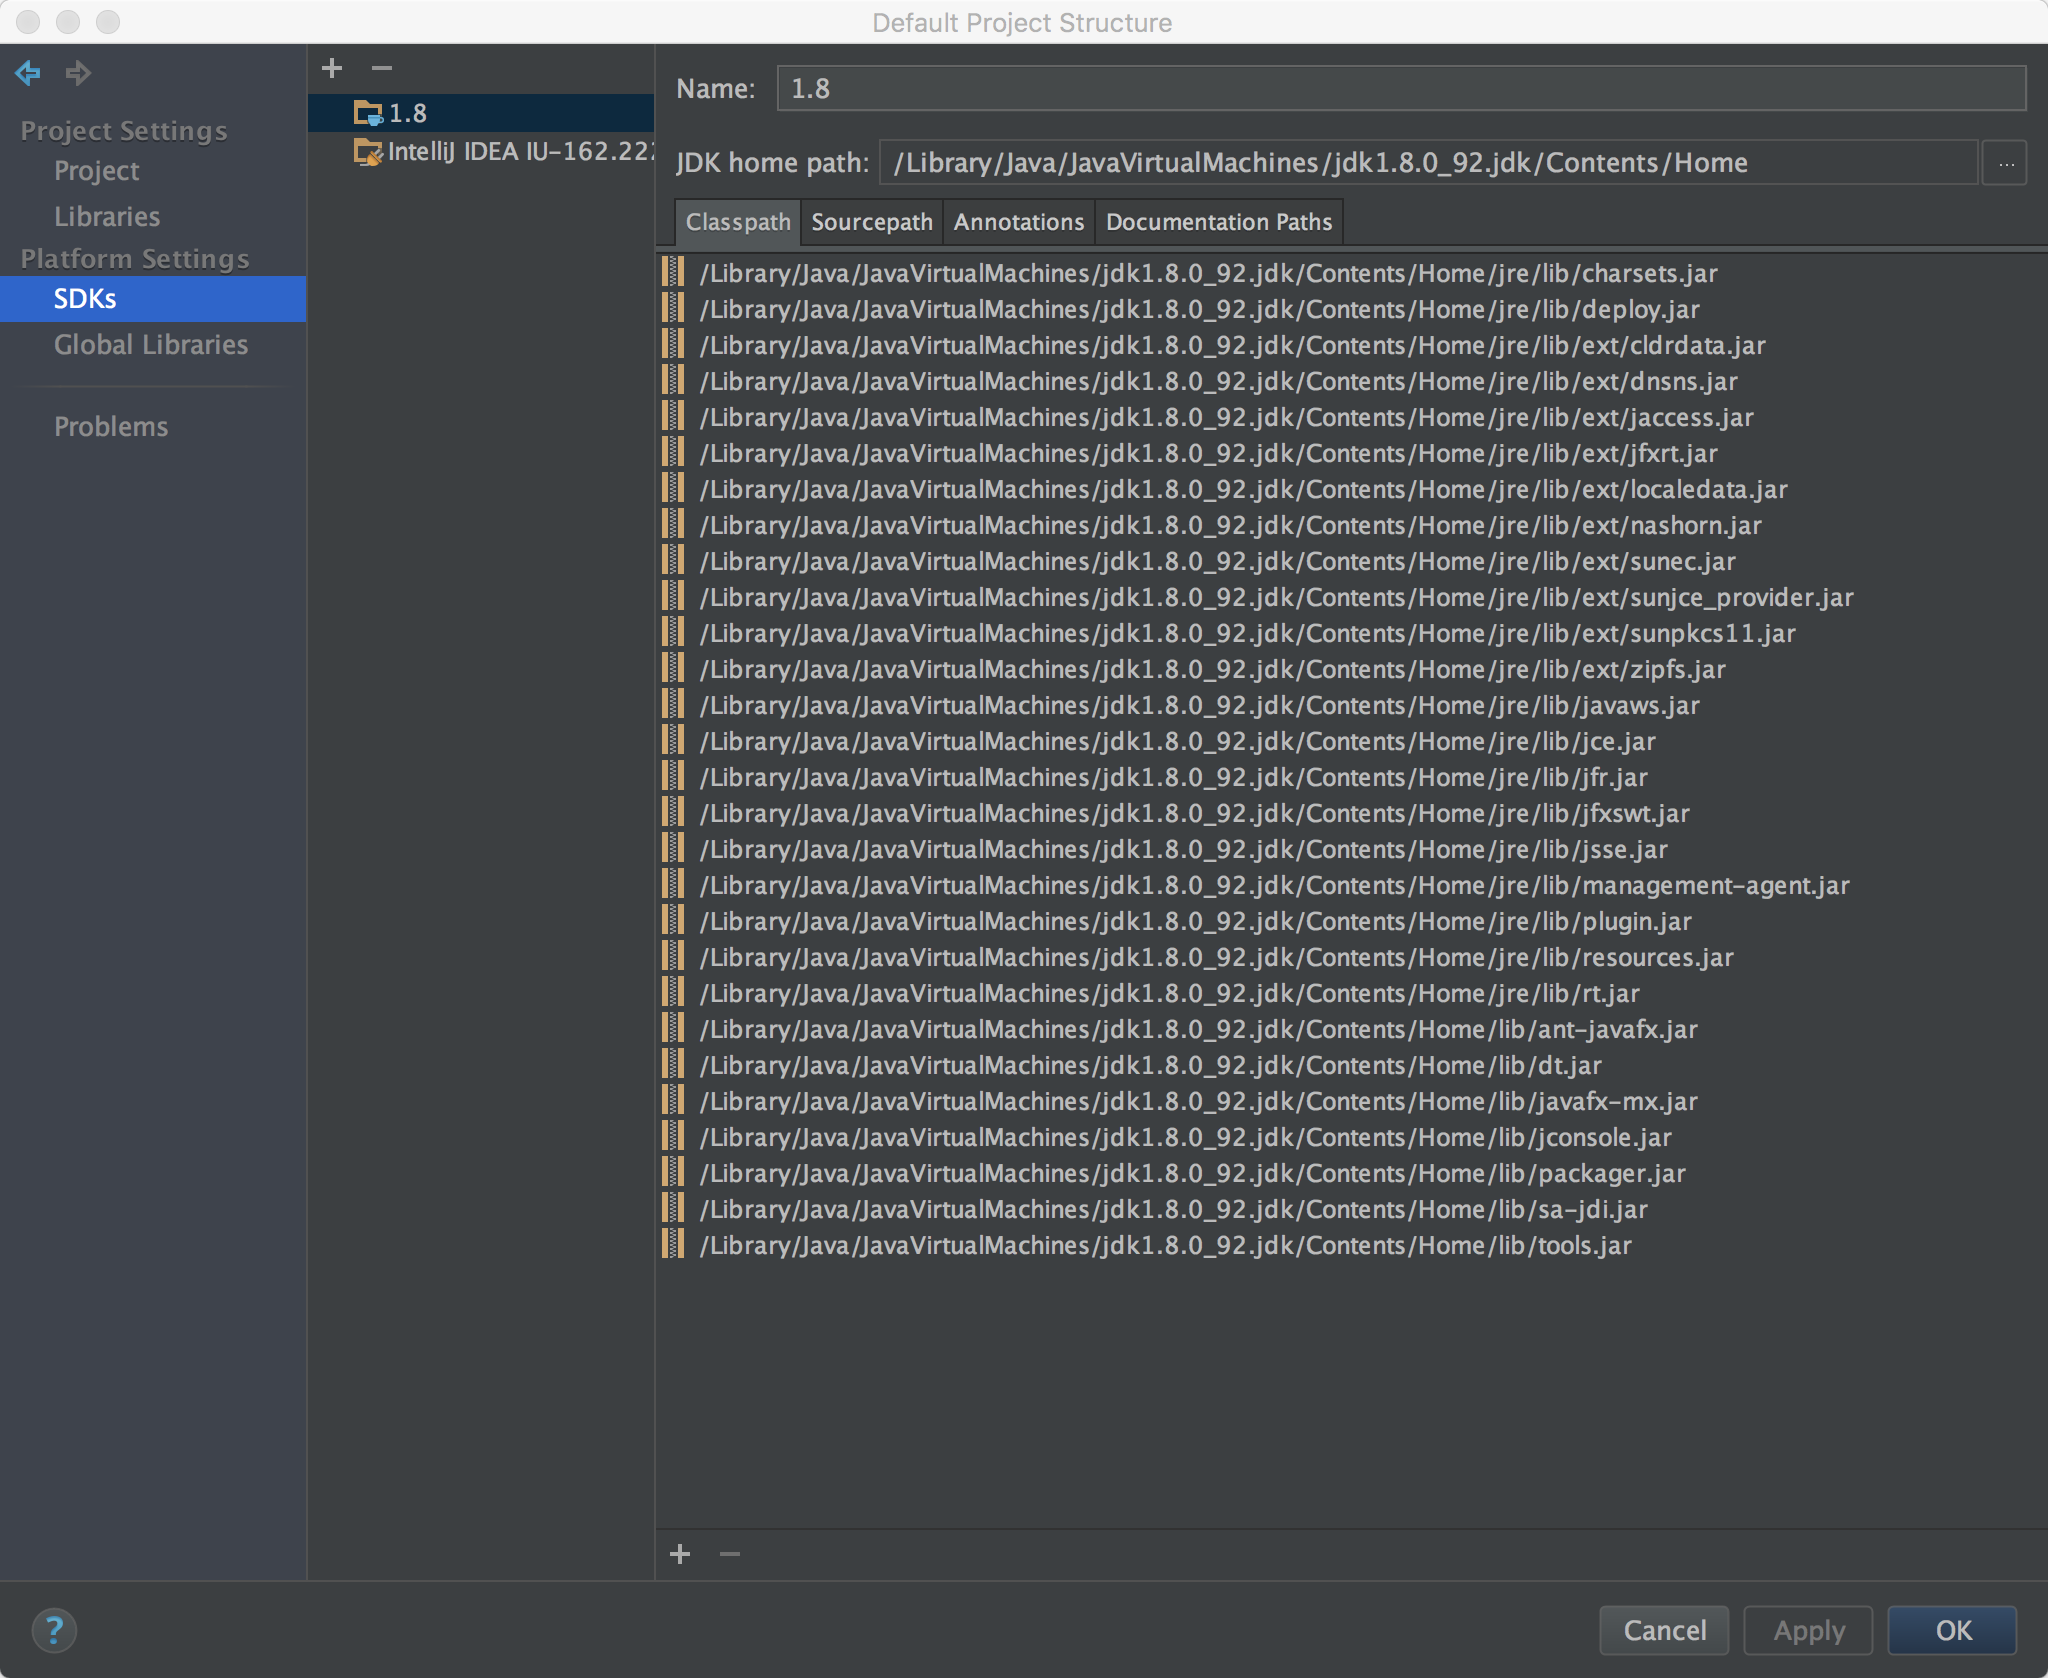 Default Project Structure
Project Settings
Project
Libraries
Platform Settings
SDKs
Global Libraries
Problems
1.8
IntelliJ IDEA IU-162.222
Name: 1.8
JDK home path: /Library/Java/JavaVirtualMachines/jdk1.8.0_92.jdk/Contents/Home ...
Classpath Sourcepath Annotations Documentation Paths
/Library/Java/JavaVirtualMachines/jdk1.8.0_92.jdk/Contents/Home/jre/lib/charsets.jar
/Library/Java/JavaVirtualMachines/jdk1.8.0_92.jdk/Contents/Home/jre/lib/deploy.jar
/Library/Java/JavaVirtualMachines/jdk1.8.0_92.jdk/Contents/Home/jre/lib/ext/cldrdata.jar
/Library/Java/JavaVirtualMachines/jdk1.8.0_92.jdk/Contents/Home/jre/lib/ext/dnsns.jar
/Library/Java/JavaVirtualMachines/jdk1.8.0_92.jdk/Contents/Home/jre/lib/ext/jaccess.jar
/Library/Java/JavaVirtualMachines/jdk1.8.0_92.jdk/Contents/Home/jre/lib/ext/jfxrt.jar
/Library/Java/JavaVirtualMachines/jdk1.8.0_92.jdk/Contents/Home/jre/lib/ext/localedata.jar
/Library/Java/JavaVirtualMachines/jdk1.8.0_92.jdk/Contents/Home/jre/lib/ext/nashorn.jar
/Library/Java/JavaVirtualMachines/jdk1.8.0_92.jdk/Contents/Home/jre/lib/ext/sunec.jar
/Library/Java/JavaVirtualMachines/jdk1.8.0_92.jdk/Contents/Home/jre/lib/ext/sunjce_provider.jar
/Library/Java/JavaVirtualMachines/jdk1.8.0_92.jdk/Contents/Home/jre/lib/ext/sunpkcs11.jar
/Library/Java/JavaVirtualMachines/jdk1.8.0_92.jdk/Contents/Home/jre/lib/ext/zipfs.jar
/Library/Java/JavaVirtualMachines/jdk1.8.0_92.jdk/Contents/Home/jre/lib/javaws.jar
/Library/Java/JavaVirtualMachines/jdk1.8.0_92.jdk/Contents/Home/jre/lib/jce.jar
/Library/Java/JavaVirtualMachines/jdk1.8.0_92.jdk/Contents/Home/jre/lib/jfr.jar
/Library/Java/JavaVirtualMachines/jdk1.8.0_92.jdk/Contents/Home/jre/lib/jfxswt.jar
/Library/Java/JavaVirtualMachines/jdk1.8.0_92.jdk/Contents/Home/jre/lib/jsse.jar
/Library/Java/JavaVirtualMachines/jdk1.8.0_92.jdk/Contents/Home/jre/lib/management-agent.jar
/Library/Java/JavaVirtualMachines/jdk1.8.0_92.jdk/Contents/Home/jre/lib/plugin.jar
/Library/Java/JavaVirtualMachines/jdk1.8.0_92.jdk/Contents/Home/jre/lib/resources.jar
/Library/Java/JavaVirtualMachines/jdk1.8.0_92.jdk/Contents/Home/jre/lib/rt.jar
/Library/Java/JavaVirtualMachines/jdk1.8.0_92.jdk/Contents/Home/lib/ant-javafx.jar
/Library/Java/JavaVirtualMachines/jdk1.8.0_92.jdk/Contents/Home/lib/dt.jar
/Library/Java/JavaVirtualMachines/jdk1.8.0_92.jdk/Contents/Home/lib/javafx-mx.jar
/Library/Java/JavaVirtualMachines/jdk1.8.0_92.jdk/Contents/Home/lib/jconsole.jar
/Library/Java/JavaVirtualMachines/jdk1.8.0_92.jdk/Contents/Home/lib/packager.jar
/Library/Java/JavaVirtualMachines/jdk1.8.0_92.jdk/Contents/Home/lib/sa-jdi.jar
/Library/Java/JavaVirtualMachines/jdk1.8.0_92.jdk/Contents/Home/lib/tools.jar
? Cancel Apply OK